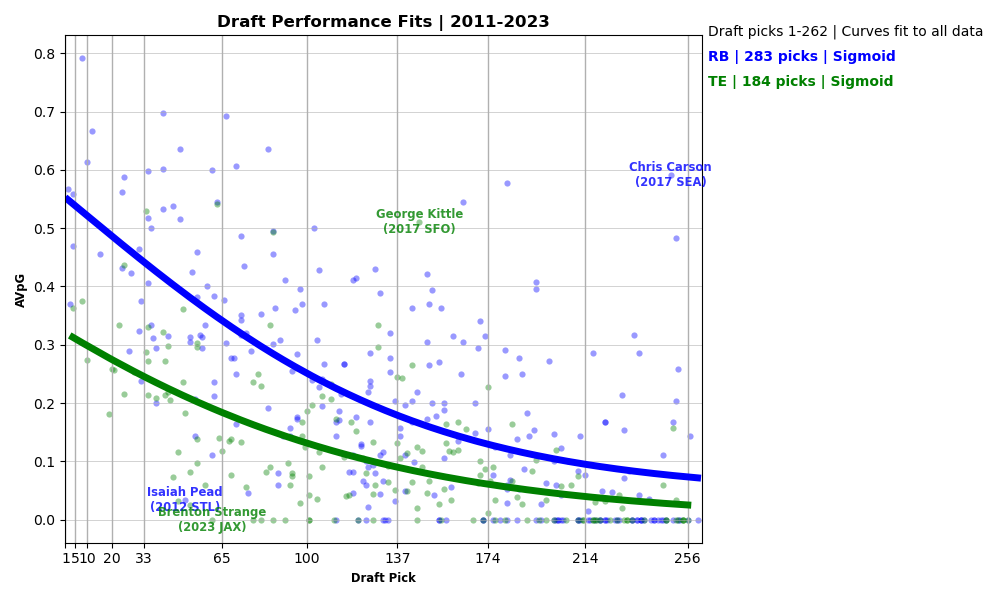 Draft Performance Fits | 2011-2023
Draft picks 1-262 | Curves fit to all data
RB | 283 picks | Sigmoid
TE | 184 picks | Sigmoid
AVpG
0.8
0.7
0.6
0.5
0.4
0.3
0.2
0.1
0.0
Chris Carson
(2017 SEA)
George Kittle
(2017 SFO)
Isaiah Pead
(2012 STL)
Brenton Strange
(2023 JAX)
1 5 10 20 33 65 100 137 174 214 256
Draft Pick